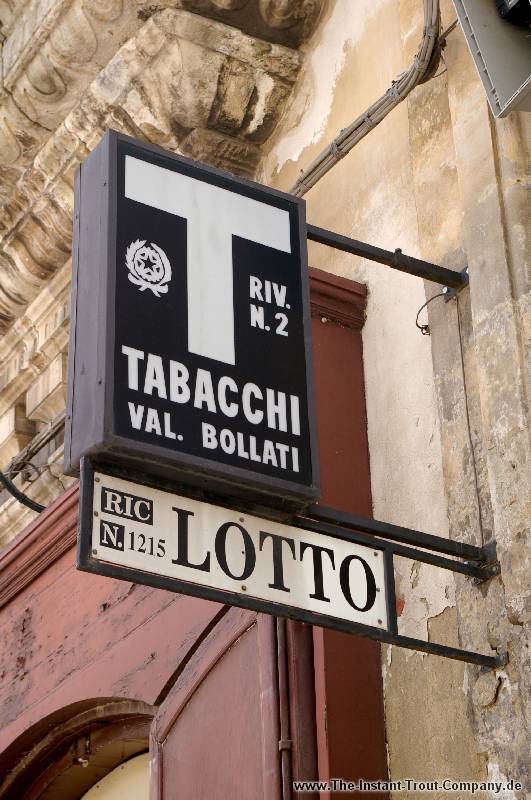 T
RIV.
N. 2
TABACCHI
VAL. BOLLATI
RIC
N. 1215 LOTTO
www.The-Instant-Trout-Company.de